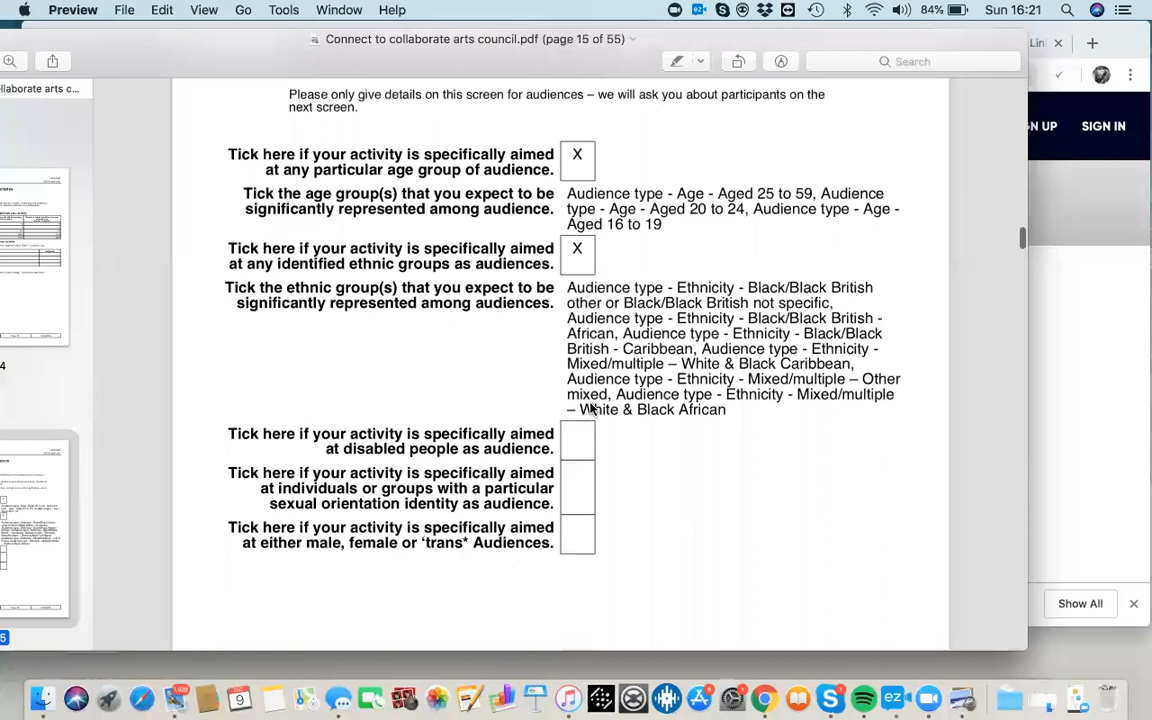 Preview File Edit View Go Tools Window Help 84% Sun 16:21
Connect to collaborate arts council.pdf (page 15 of 55)
Lin
Search
llaborate arts c...
GN UP SIGN IN
Please only give details on this screen for audiences – we will ask you about participants on the
next screen.
Tick here if your activity is specifically aimed
at any particular age group of audience.
X
Tick the age group(s) that you expect to be
significantly represented among audience.
Audience type - Age - Aged 25 to 59, Audience
type - Age - Aged 20 to 24, Audience type - Age -
Aged 16 to 19
Tick here if your activity is specifically aimed
at any identified ethnic groups as audiences.
X
Tick the ethnic group(s) that you expect to be
significantly represented among audiences.
Audience type - Ethnicity - Black/Black British
other or Black/Black British not specific,
Audience type - Ethnicity - Black/Black British -
African, Audience type - Ethnicity - Black/Black
British - Caribbean, Audience type - Ethnicity -
Mixed/multiple – White & Black Caribbean,
Audience type - Ethnicity - Mixed/multiple – Other
mixed, Audience type - Ethnicity - Mixed/multiple
– White & Black African
Tick here if your activity is specifically aimed
at disabled people as audience.
Tick here if your activity is specifically aimed
at individuals or groups with a particular
sexual orientation identity as audience.
Tick here if your activity is specifically aimed
at either male, female or ‘trans* Audiences.
4
5
Show All
9